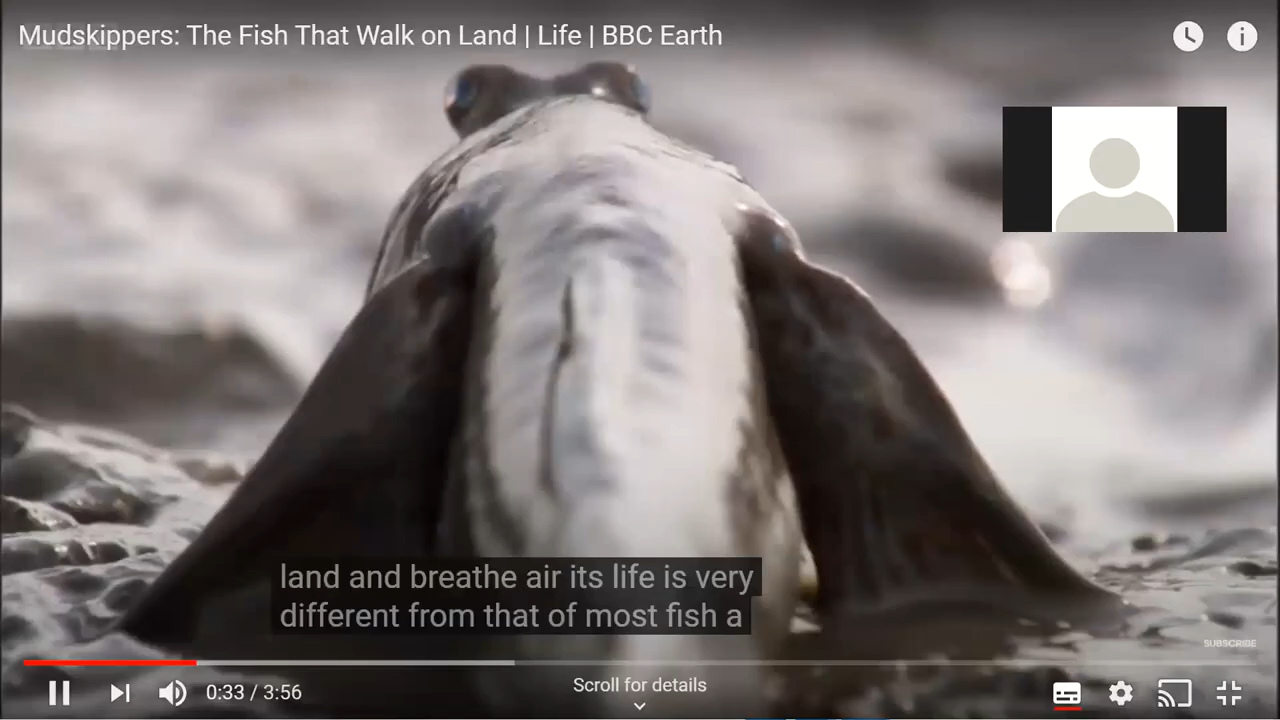 Mudskippers: The Fish That Walk on Land | Life | BBC Earth
land and breathe air its life is very
different from that of most fish a
SUBSCRIBE
0:33 / 3:56
Scroll for details